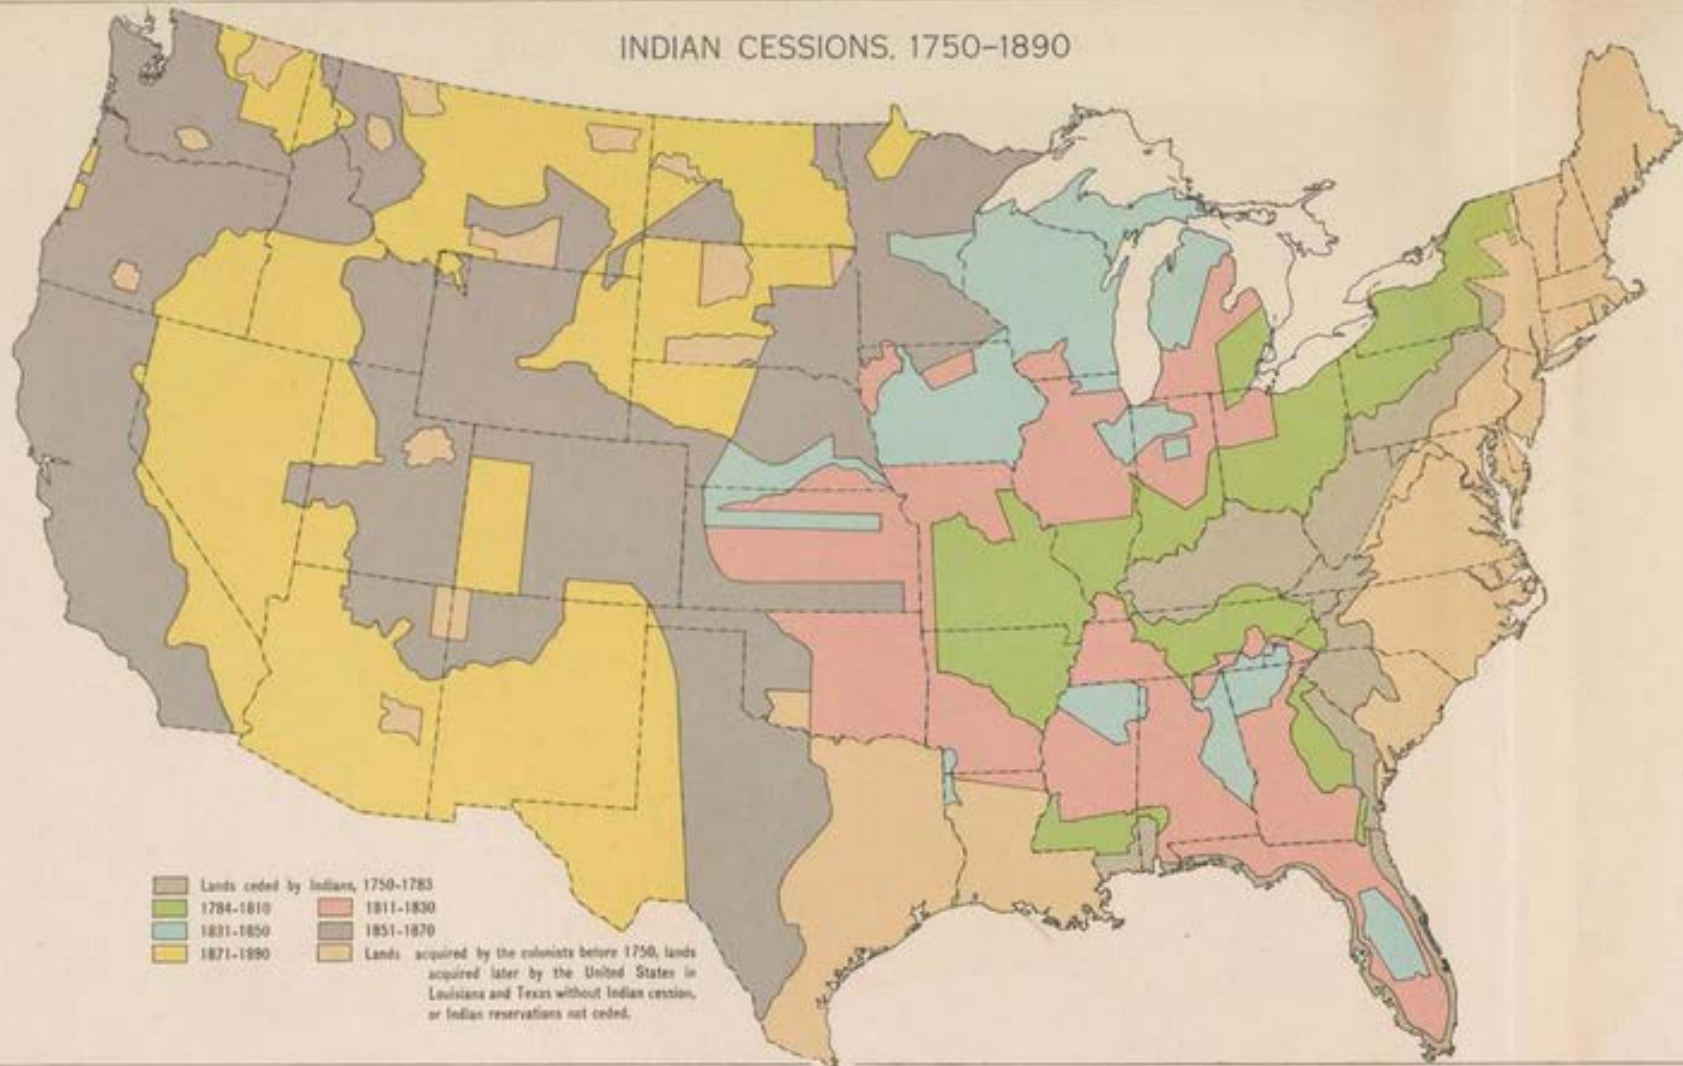 INDIAN CESSIONS, 1750–1890
Lands ceded by Indians, 1750-1783
1784-1810
1811-1830
1831-1850
1851-1870
1871-1890
Lands acquired by the colonists before 1750, lands
acquired later by the United States in
Louisiana and Texas without Indian cession,
or Indian reservations not ceded.